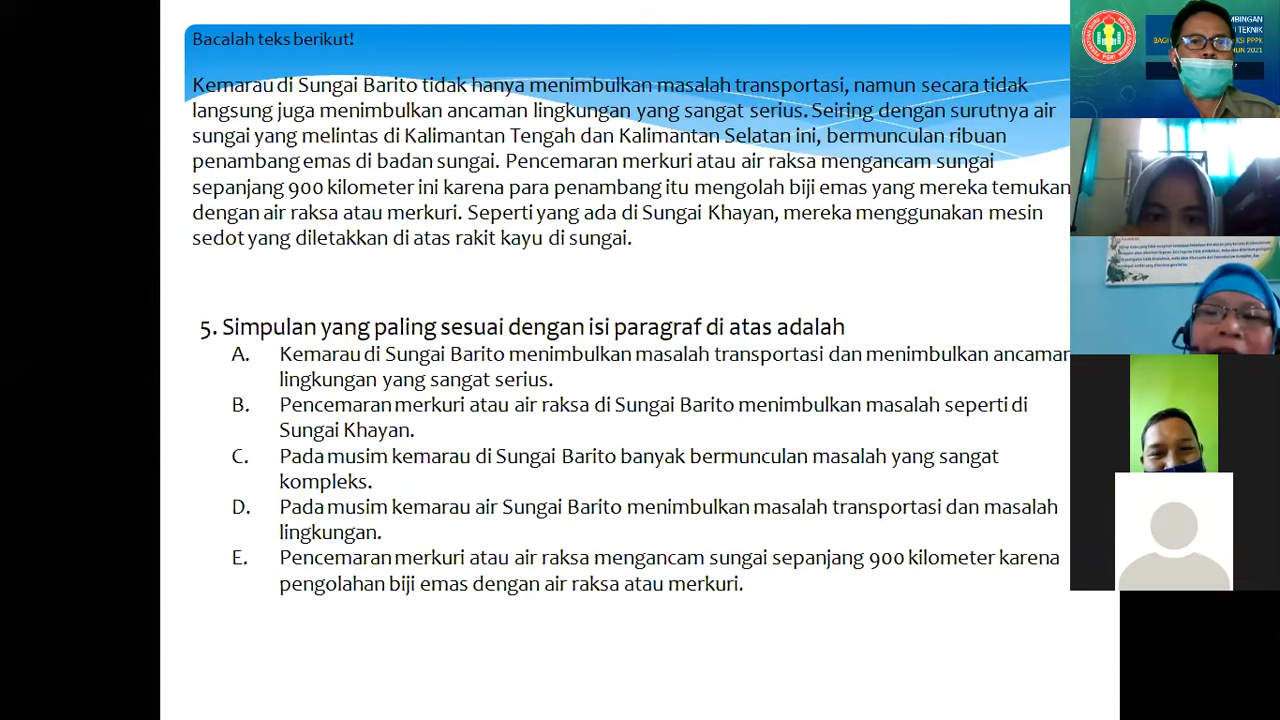 Bacalah teks berikut!
Kemarau di Sungai Barito tidak hanya menimbulkan masalah transportasi, namun secara tidak
langsung juga menimbulkan ancaman lingkungan yang sangat serius. Seiring dengan surutnya air
sungai yang melintas di Kalimantan Tengah dan Kalimantan Selatan ini, bermunculan ribuan
penambang emas di badan sungai. Pencemaran merkuri atau air raksa mengancam sungai
sepanjang 900 kilometer ini karena para penambang itu mengolah biji emas yang mereka temukan
dengan air raksa atau merkuri. Seperti yang ada di Sungai Khayan, mereka menggunakan mesin
sedot yang diletakkan di atas rakit kayu di sungai.
5. Simpulan yang paling sesuai dengan isi paragraf di atas adalah
A. Kemarau di Sungai Barito menimbulkan masalah transportasi dan menimbulkan ancaman
lingkungan yang sangat serius.
B. Pencemaran merkuri atau air raksa di Sungai Barito menimbulkan masalah seperti di
Sungai Khayan.
C. Pada musim kemarau di Sungai Barito banyak bermunculan masalah yang sangat
kompleks.
D. Pada musim kemarau air Sungai Barito menimbulkan masalah transportasi dan masalah
lingkungan.
E. Pencemaran merkuri atau air raksa mengancam sungai sepanjang 900 kilometer karena
pengolahan biji emas dengan air raksa atau merkuri.
MBINGAN
TEKNIK
BAGI
KSI PPPK
HUN 2021
PGRI